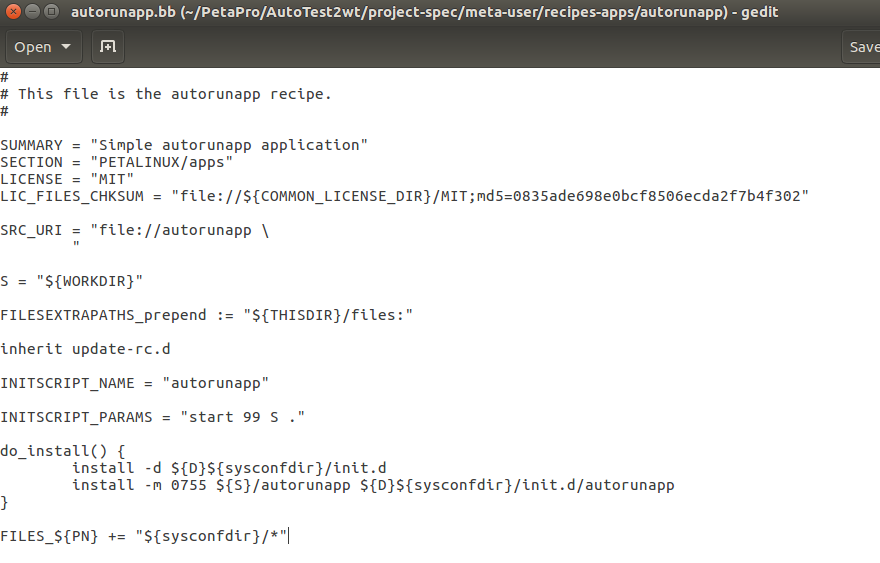 autorunapp.bb (~/PetaPro/AutoTest2wt/project-spec/meta-user/recipes-apps/autorunapp) - gedit
Open
Save
#
# This file is the autorunapp recipe.
#
SUMMARY = "Simple autorunapp application"
SECTION = "PETALINUX/apps"
LICENSE = "MIT"
LIC_FILES_CHKSUM = "file://${COMMON_LICENSE_DIR}/MIT;md5=0835ade698e0bcf8506ecda2f7b4f302"
SRC_URI = "file://autorunapp \
"
S = "${WORKDIR}"
FILESEXTRAPATHS_prepend := "${THISDIR}/files:"
inherit update-rc.d
INITSCRIPT_NAME = "autorunapp"
INITSCRIPT_PARAMS = "start 99 S ."
do_install() {
install -d ${D}${sysconfdir}/init.d
install -m 0755 ${S}/autorunapp ${D}${sysconfdir}/init.d/autorunapp
}
FILES_${PN} += "${sysconfdir}/*"